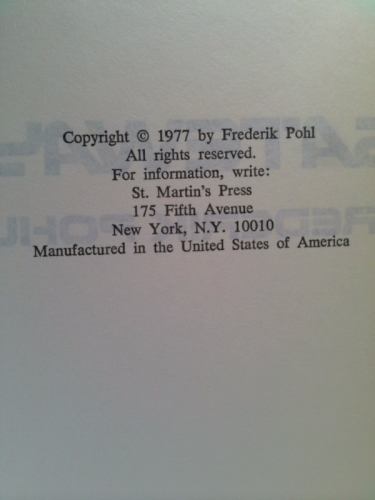 Copyright © 1977 by Frederik Pohl
All rights reserved.
For information, write:
St. Martin's Press
175 Fifth Avenue
New York, N.Y. 10010
Manufactured in the United States of America